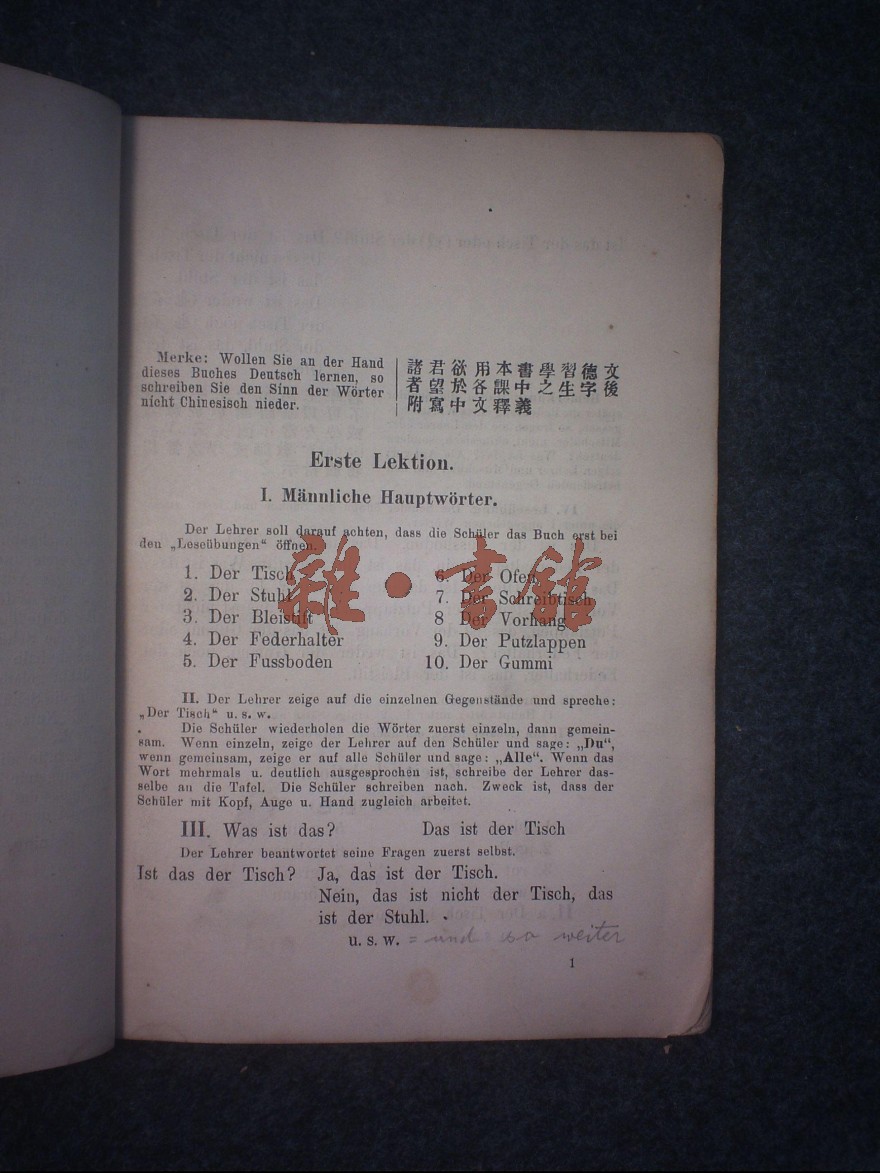 Merke: Wollen Sie an der Hand
dieses Buches Deutsch lernen, so
schreiben Sie den Sinn der Wörter
nicht Chinesisch nieder.
諸君欲用本書學習德文
者望於各課中之生字後
附寫中文釋義
Erste Lektion.
I. Männliche Hauptwörter.
Der Lehrer soll darauf achten, dass die Schüler das Buch erst bei
den „Leseübungen“ öffnen.
1. Der Tisch
2. Der Stuhl
3. Der Bleistift
4. Der Federhalter
5. Der Fussboden
6. Der Ofen
7. Der Schreibtisch
8 Der Vorhang
9. Der Putzlappen
10. Der Gummi
雜•書館
II. Der Lehrer zeige auf die einzelnen Gegenstände und spreche:
„Der Tisch“ u. s. w.
Die Schüler wiederholen die Wörter zuerst einzeln, dann gemein-
sam. Wenn einzeln, zeige der Lehrer auf den Schüler und sage: „Du“,
wenn gemeinsam, zeige er auf alle Schüler und sage: „Alle“. Wenn das
Wort mehrmals u. deutlich ausgesprochen ist, schreibe der Lehrer das-
selbe an die Tafel. Die Schüler schreiben nach. Zweck ist, dass der
Schüler mit Kopf, Auge u. Hand zugleich arbeitet.
III. Was ist das? Das ist der Tisch
Der Lehrer beantwortet seine Fragen zuerst selbst.
Ist das der Tisch? Ja, das ist der Tisch.
Nein, das ist nicht der Tisch, das
ist der Stuhl.
u. s. w. = und so weiter
1